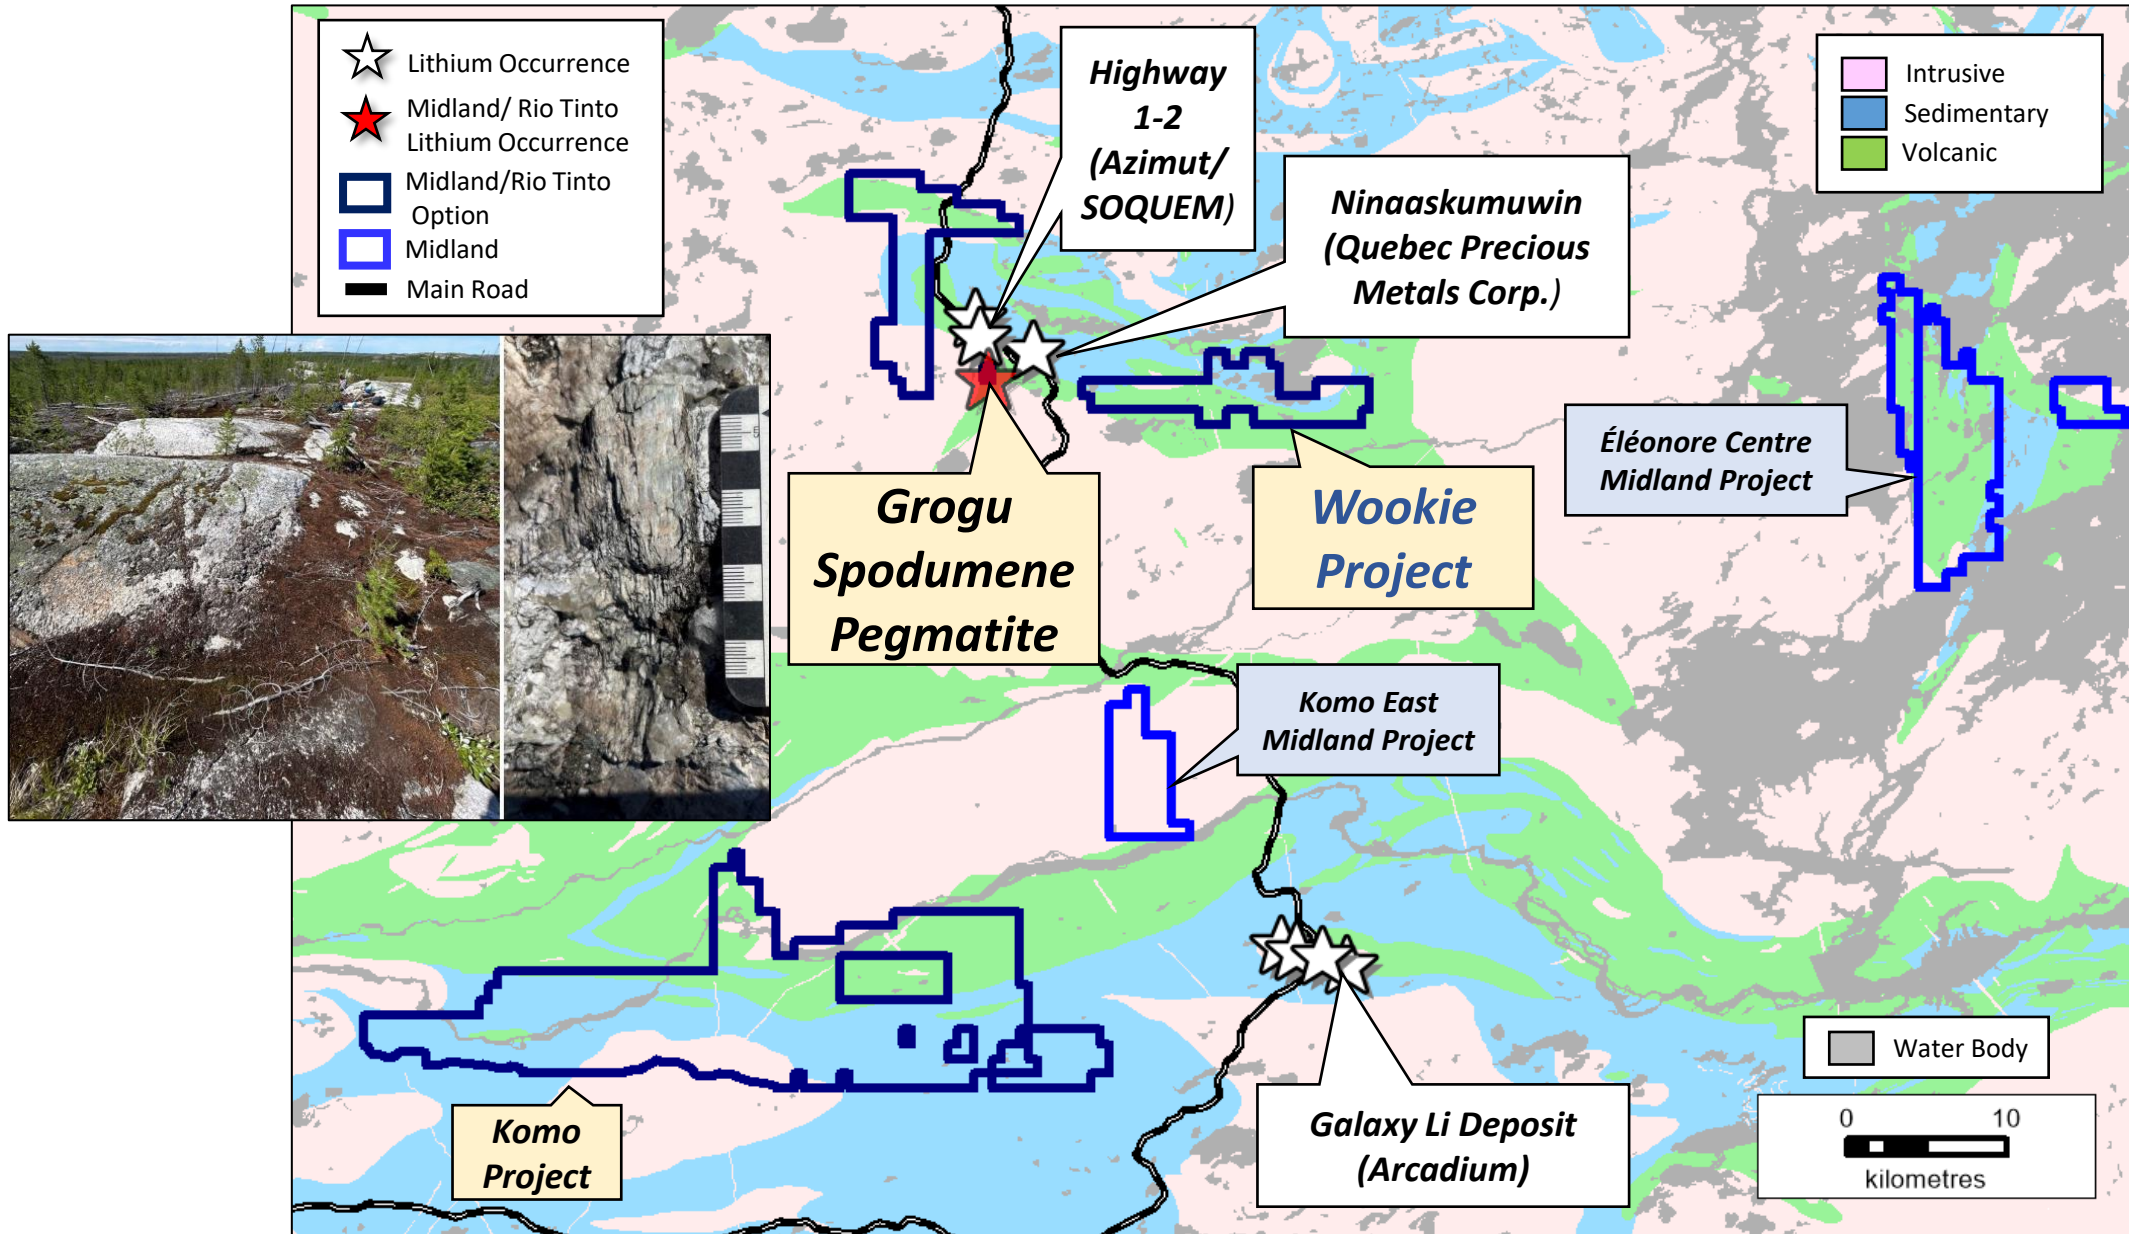 Lithium Occurrence
Midland/ Rio Tinto
Lithium Occurrence
Midland/Rio Tinto
Option
Midland
Main Road
Highway
1-2
(Azimut/
SOQUEM)
Ninaaskumuwin
(Quebec Precious
Metals Corp.)
Intrusive
Sedimentary
Volcanic
Grogu
Spodumene
Pegmatite
Wookie
Project
Éléonore Centre
Midland Project
Komo East
Midland Project
Komo
Project
Galaxy Li Deposit
(Arcadium)
Water Body
0 10
kilometres